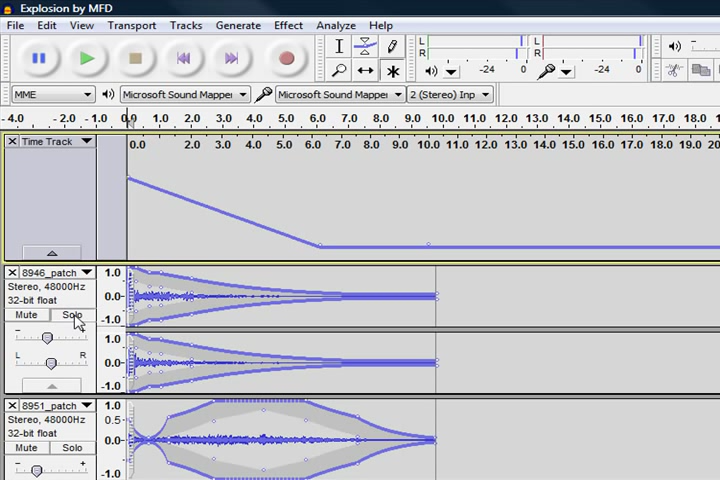 Explosion by MFD
File Edit View Transport Tracks Generate Effect Analyze Help
L R -24 0 L R -24 0
MME Microsoft Sound Mapper Microsoft Sound Mapper 2 (Stereo) Inp
- 4.0 - 3.0 - 2.0 - 1.0 0.0 1.0 2.0 3.0 4.0 5.0 6.0 7.0 8.0 9.0 10.0 11.0 12.0 13.0 14.0 15.0 16.0 17.0 18.0 19.0
Time Track 0.0 1.0 2.0 3.0 4.0 5.0 6.0 7.0 8.0 9.0 10.0 11.0 12.0 13.0 14.0 15.0 16.0 17.0 18.0 19.0 20
8946_patch 1.0
Stereo, 48000Hz
32-bit float 0.0-
Mute Solo -1.0
- +
L R 1.0
0.0-
-1.0
8951_patch 1.0
Stereo, 48000Hz 0.5
32-bit float 0.0-
Mute Solo
- + -1.0